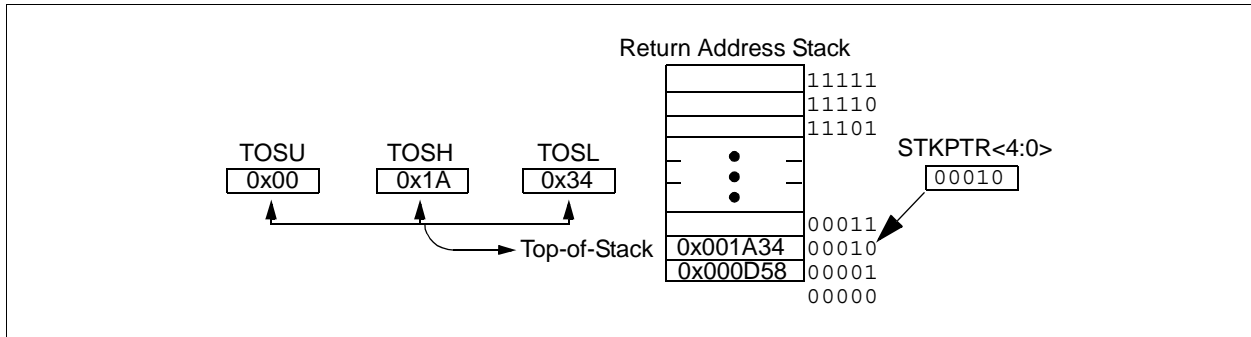 Return Address Stack
11111
11110
11101
TOSU TOSH TOSL STKPTR<4:0>
0x00 0x1A 0x34 00010
00011
Top-of-Stack 0x001A34 00010
0x000D58 00001
00000